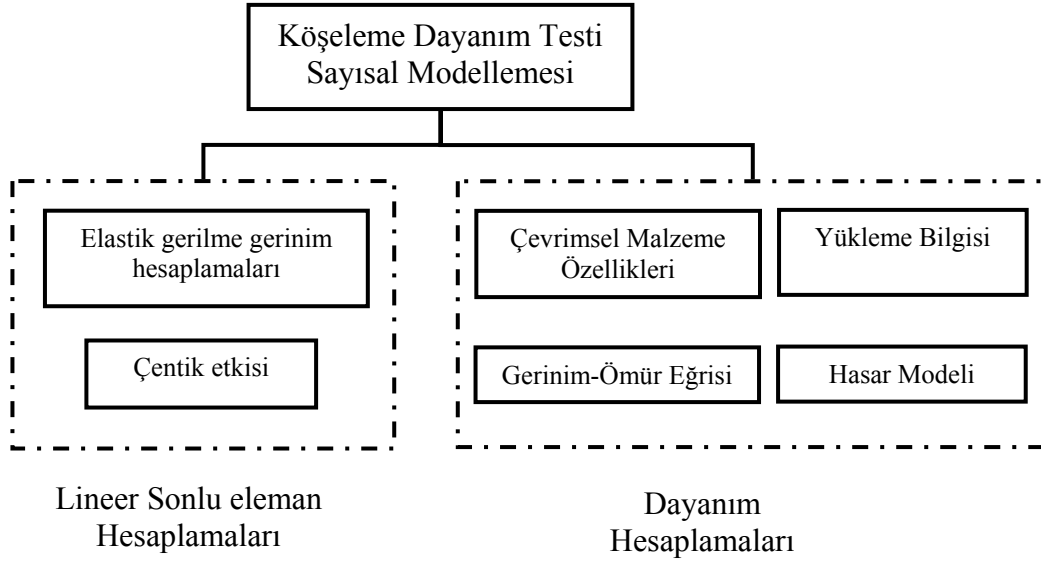 Köşeleme Dayanım Testi
Sayısal Modellemesi
Elastik gerilme gerinim
hesaplamaları
Çentik etkisi
Çevrimsel Malzeme
Özellikleri
Yükleme Bilgisi
Gerinim-Ömür Eğrisi
Hasar Modeli
Lineer Sonlu eleman
Hesaplamaları
Dayanım
Hesaplamaları